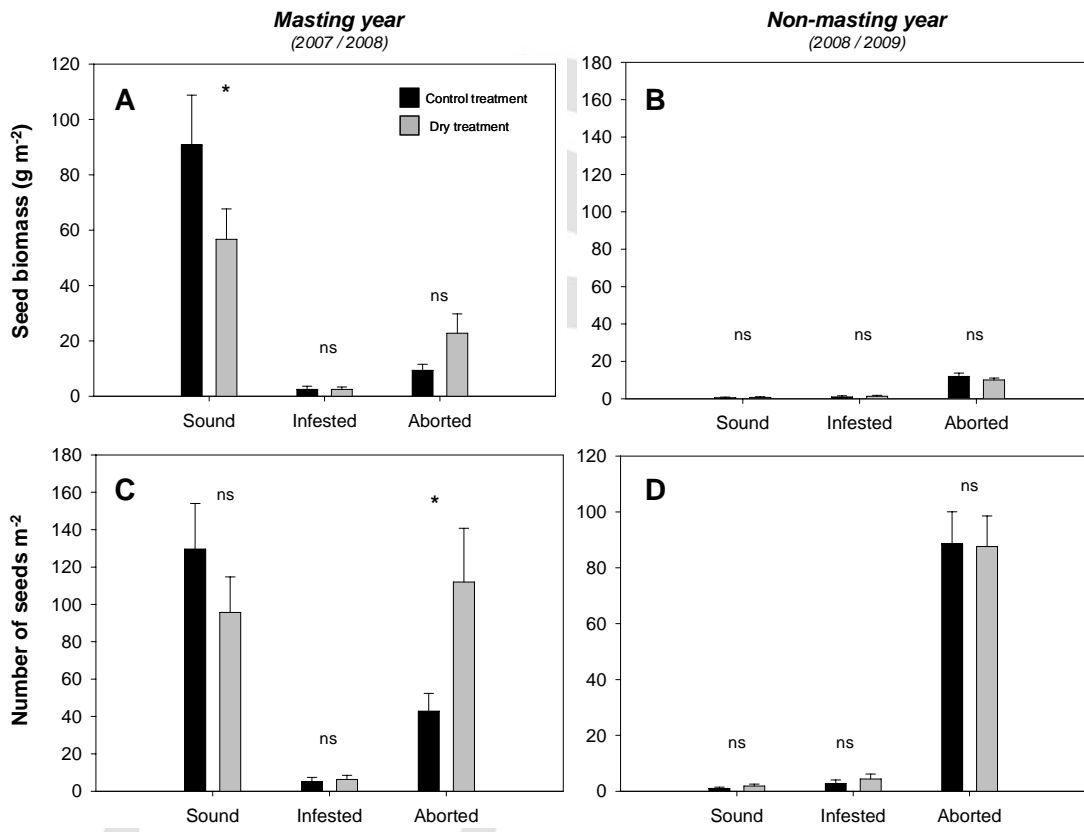 Masting year
(2007 / 2008)
Non-masting year
(2008 / 2009)
Seed biomass (g m-2)
120
100
80
60
40
20
0
A
*
ns
ns
Control treatment
Dry treatment
Sound
Infested
Aborted
180
160
140
120
100
80
60
40
20
0
B
ns
ns
ns
Sound
Infested
Aborted
Number of seeds m-2
180
160
140
120
100
80
60
40
20
0
C
ns
ns
*
Sound
Infested
Aborted
120
100
80
60
40
20
0
D
ns
ns
ns
Sound
Infested
Aborted